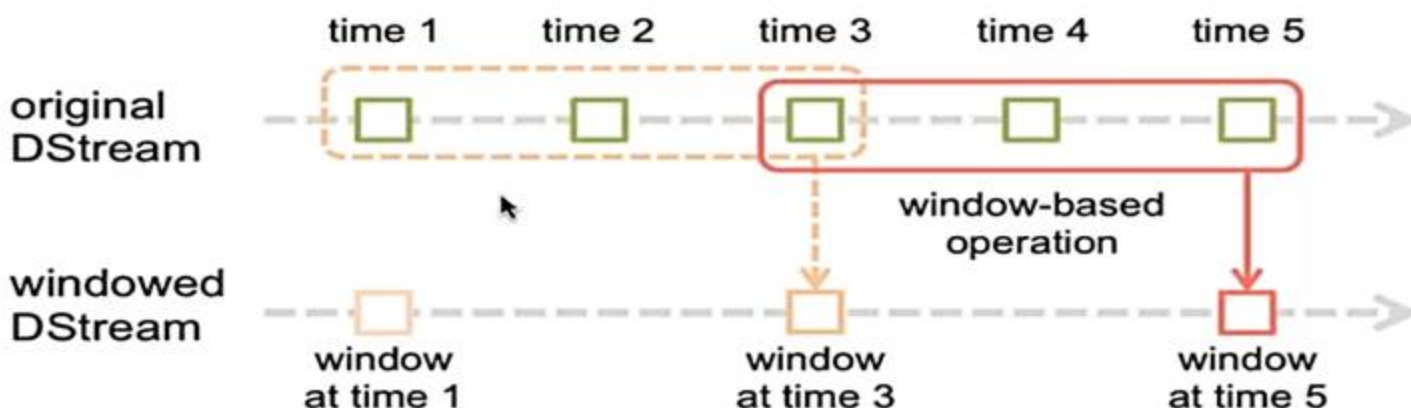 time 1 time 2 time 3 time 4 time 5
original
DStream
window-based
operation
windowed
DStream
window
at time 1
window
at time 3
window
at time 5